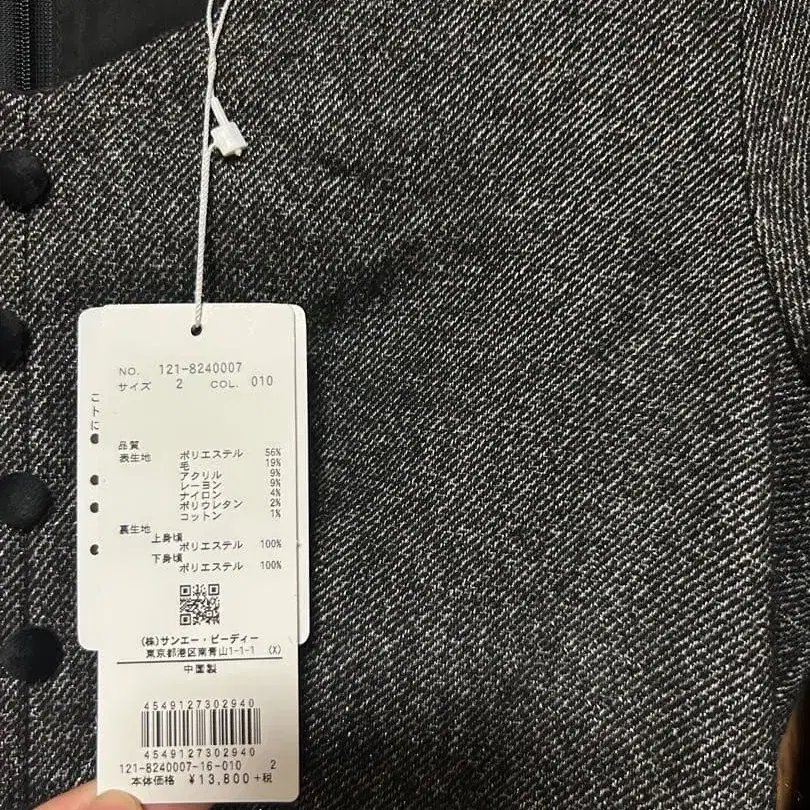 NO. 121-8240007
サイズ 2 COL. 010
こ
ト
に
品質
表生地 ポリエステル 56%
毛 19%
アクリル 9%
レーヨン 9%
ナイロン 4%
ポリウレタン 2%
コットン 1%
裏生地
上身頃
ポリエステル 100%
下身頃
ポリエステル 100%
(株)サンエー・ビーディー
東京都港区南青山1-1-1 (X)
中国製
4549127302940
4549127302940
121-8240007-16-010 2
本体価格 ¥13,800+税